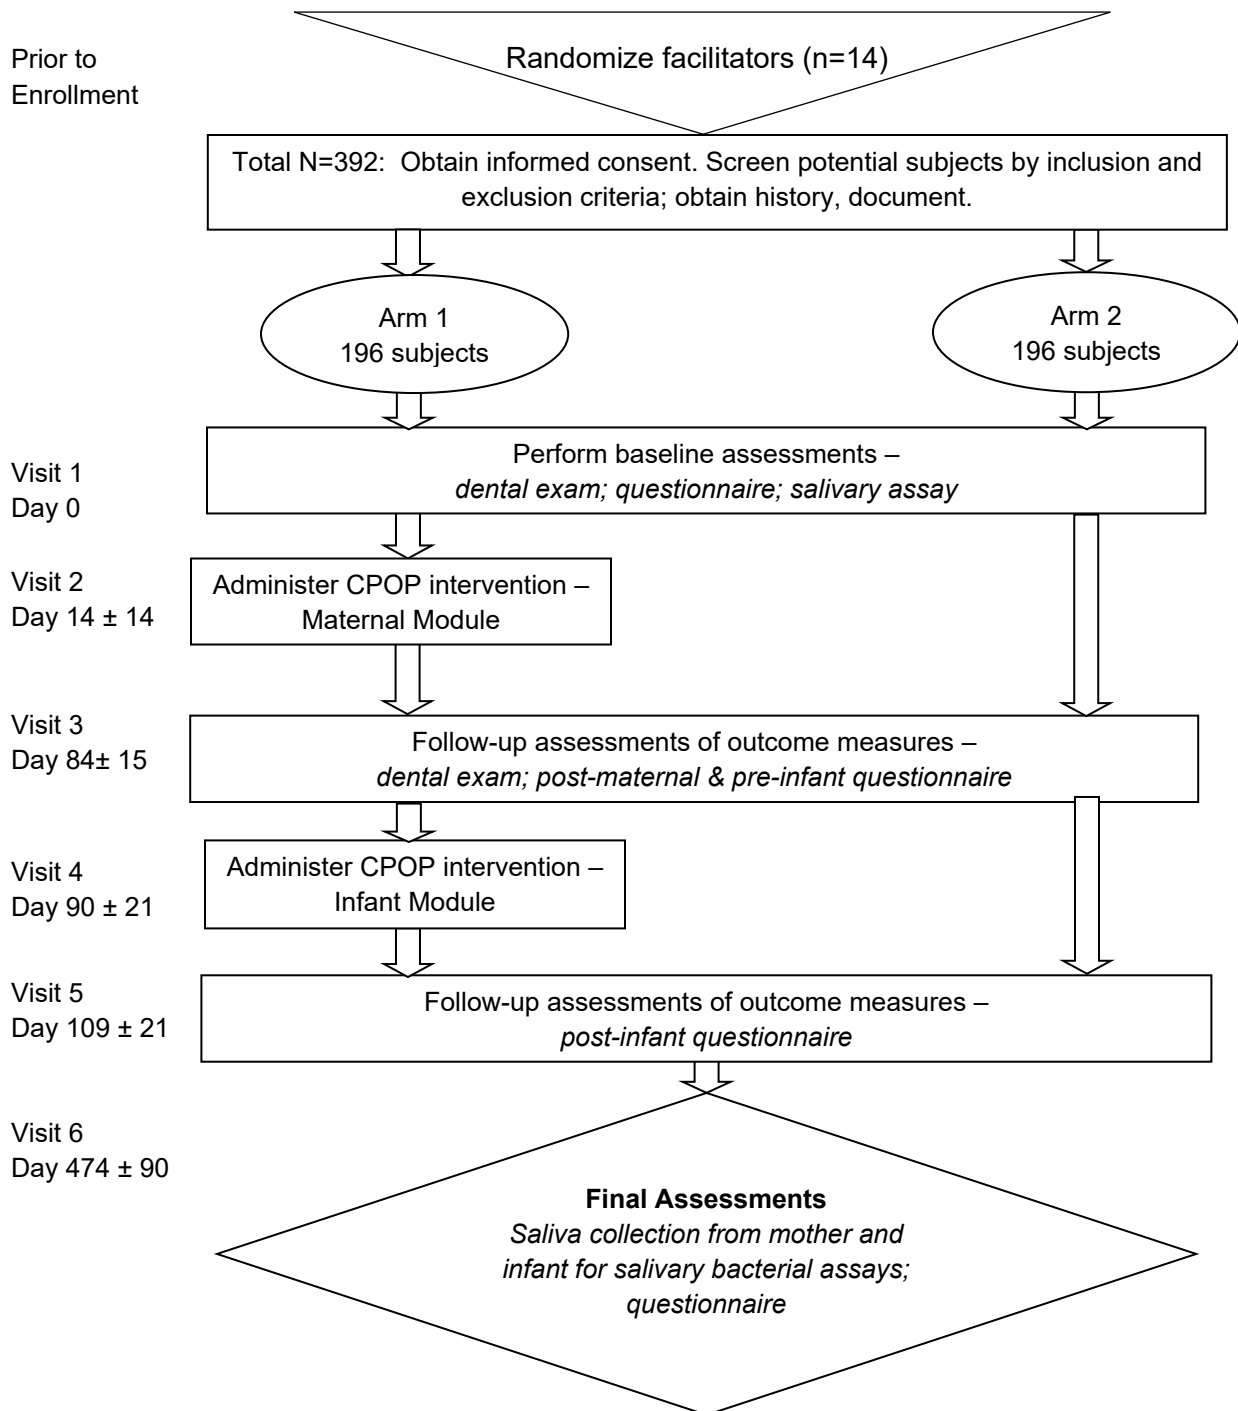 Randomize facilitators (n=14)
Prior to
Enrollment
Total N=392:  Obtain informed consent. Screen potential subjects by inclusion and
exclusion criteria; obtain history, document.
Arm 1
196 subjects
Arm 2
196 subjects
Visit 1
Day 0
Perform baseline assessments –
dental exam; questionnaire; salivary assay
Visit 2
Day 14 ± 14
Administer CPOP intervention –
Maternal Module
Visit 3
Day 84± 15
Follow-up assessments of outcome measures –
dental exam; post-maternal & pre-infant questionnaire
Visit 4
Day 90 ± 21
Administer CPOP intervention –
Infant Module
Visit 5
Day 109 ± 21
Follow-up assessments of outcome measures –
post-infant questionnaire
Visit 6
Day 474 ± 90
Final Assessments
Saliva collection from mother and
infant for salivary bacterial assays;
questionnaire